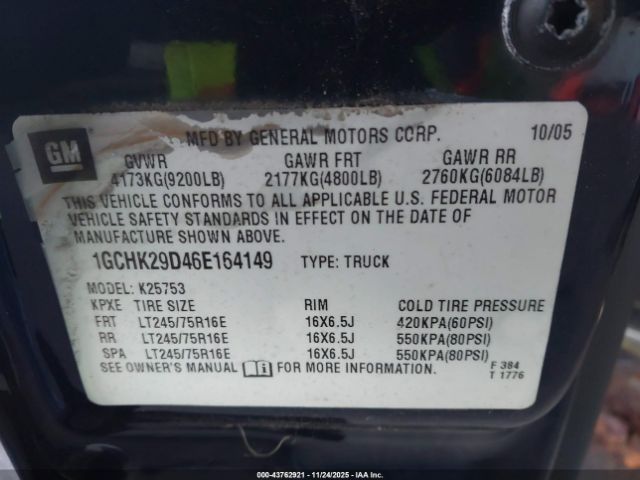 GM
MFD BY GENERAL MOTORS CORP. 10/05
GVWR GAWR FRT GAWR RR
4173KG(9200LB) 2177KG(4800LB) 2760KG(6084LB)
THIS VEHICLE CONFORMS TO ALL APPLICABLE U.S. FEDERAL MOTOR
VEHICLE SAFETY STANDARDS IN EFFECT ON THE DATE OF
MANUFACTURE SHOWN ABOVE.
1GCHK29D46E164149 TYPE: TRUCK
MODEL: K25753
KPXE TIRE SIZE RIM COLD TIRE PRESSURE
FRT LT245/75R16E 16X6.5J 420KPA(60PSI)
RR LT245/75R16E 16X6.5J 550KPA(80PSI)
SPA LT245/75R16E 16X6.5J 550KPA(80PSI)
SEE OWNER'S MANUAL FOR MORE INFORMATION.
F 384
T 1776
000-43762921 - 11/24/2025 - IAA Inc.